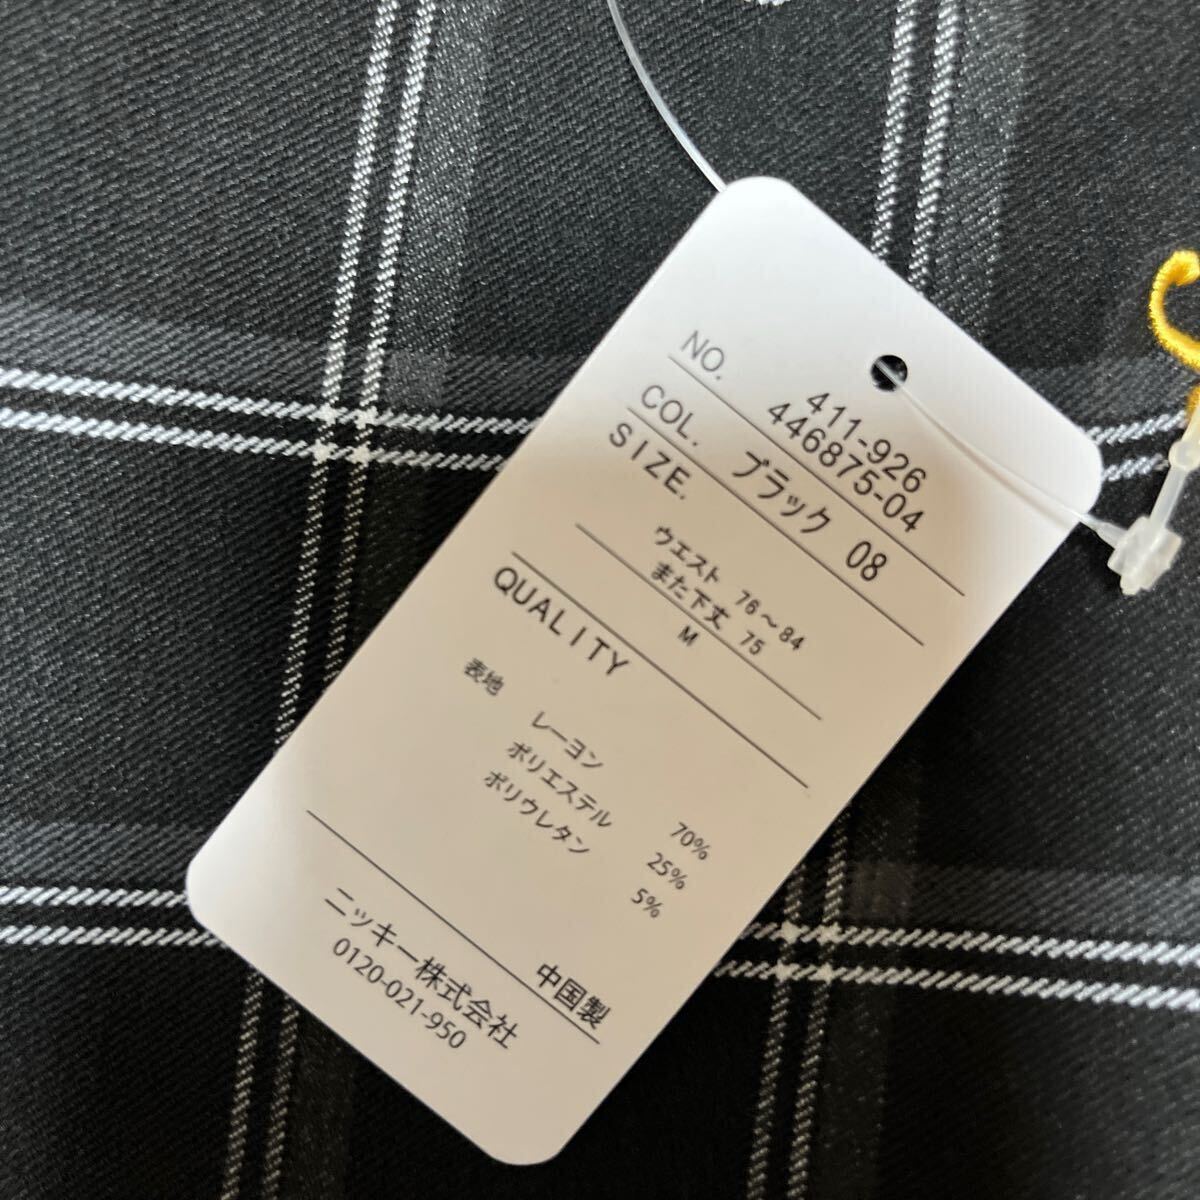 NO. 411-926
446875-04
COL. ブラック 08
SIZE.
ウエスト 76～84
また下丈 75
M
QUALITY
表地
レーヨン 70%
ポリエステル 25%
ポリウレタン 5%
中国製
ニッキー株式会社
0120-021-950